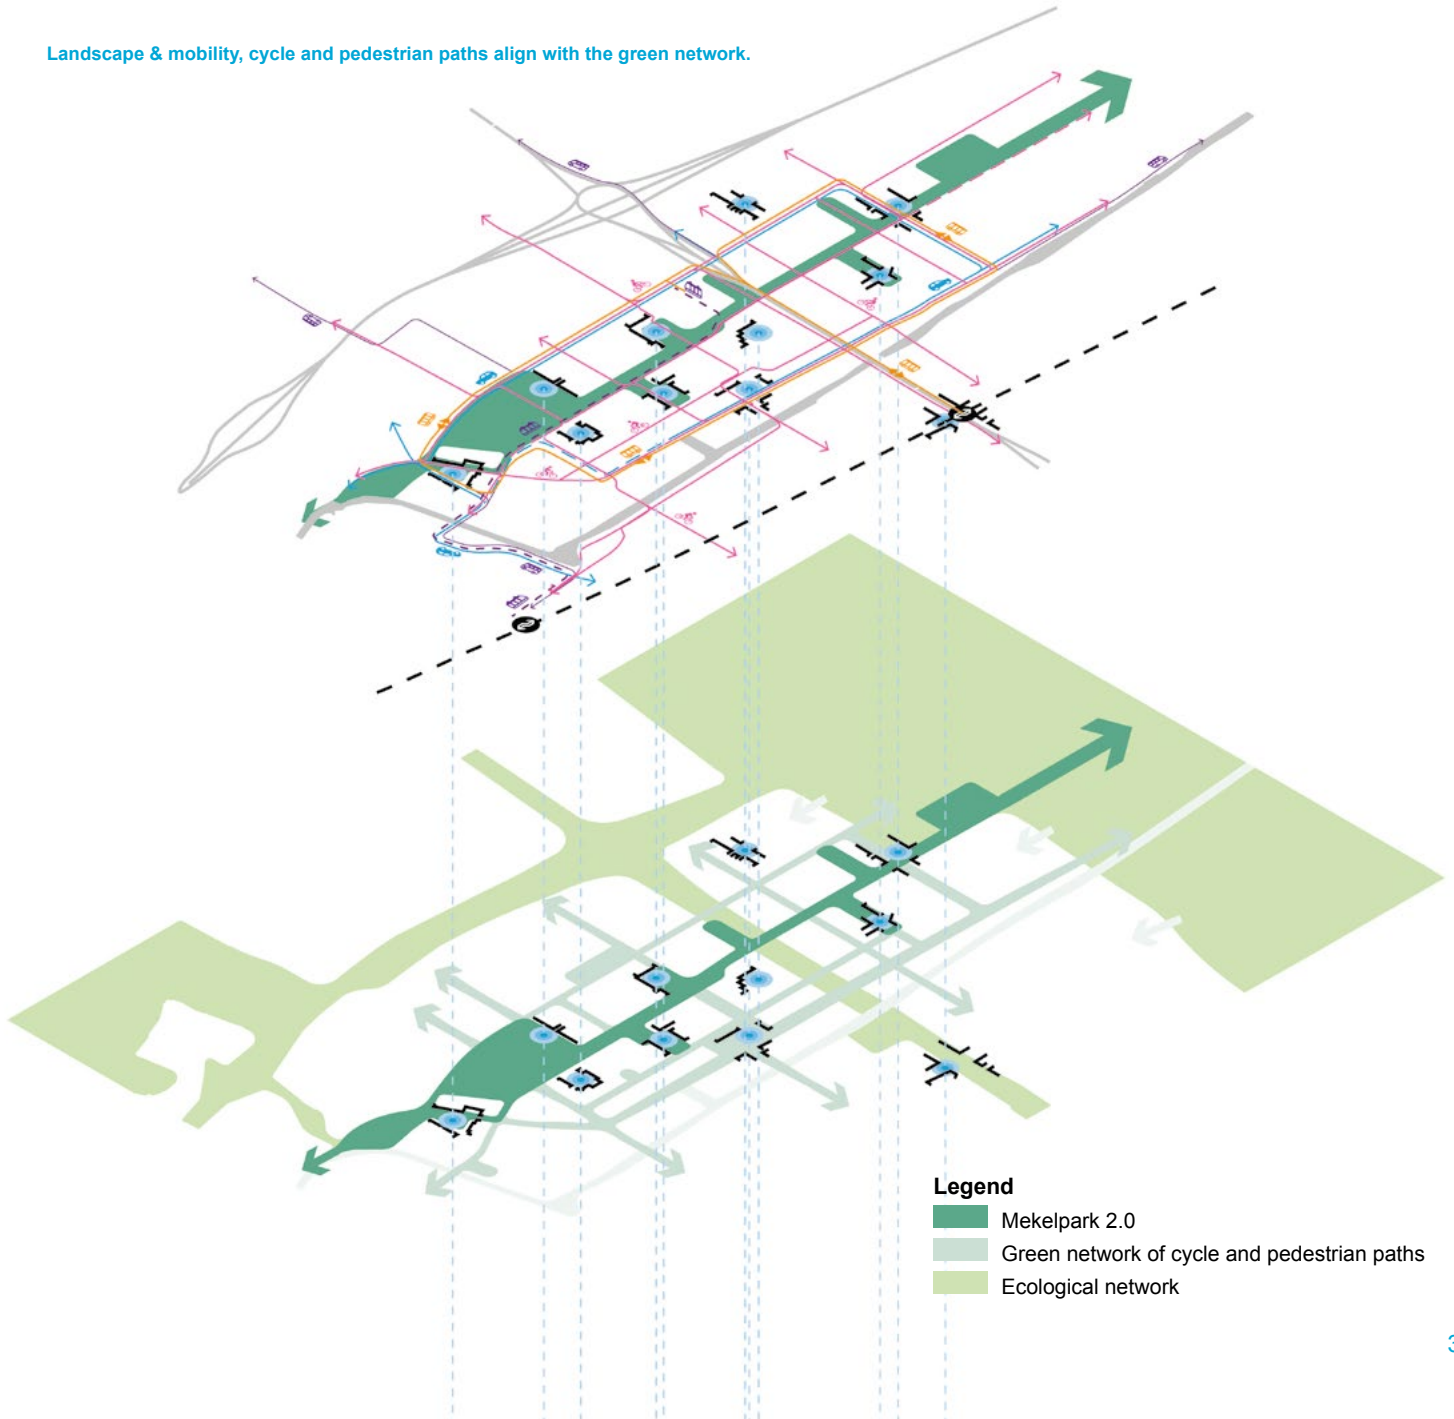 Landscape & mobility, cycle and pedestrian paths align with the green network.
Legend
Mekelpark 2.0
Green network of cycle and pedestrian paths
Ecological network
3